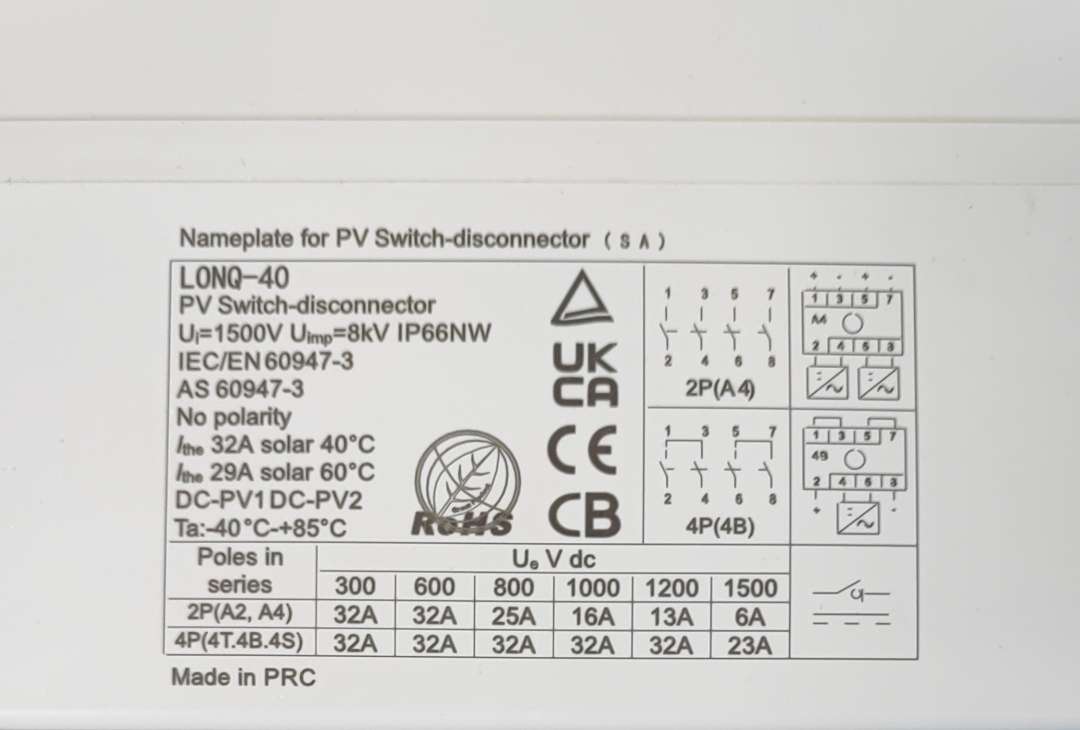 Nameplate for PV Switch-disconnector ( S A )
LONQ-40
PV Switch-disconnector
Ui=1500V Uimp=8kV IP66NW
IEC/EN 60947-3
AS 60947-3
No polarity
Ithe 32A solar 40°C
Ithe 29A solar 60°C
DC-PV1 DC-PV2
Ta:-40°C-+85°C
RoHS
UK
CA
CE
CB
1 3 5 7
2 4 6 8
2P(A4)
1 3 5 7
2 4 6 8
4P(4B)
+ - + -
1 3 5 7
A4
2 4 6 8
1 3 5 7
4B
2 4 6 8
+ -
Poles in series Ue V dc
300 600 800 1000 1200 1500
2P(A2, A4) 32A 32A 25A 16A 13A 6A
4P(4T.4B.4S) 32A 32A 32A 32A 32A 23A
Made in PRC